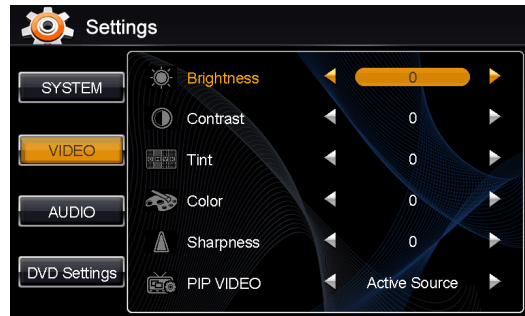 Settings
SYSTEM
VIDEO
AUDIO
DVD Settings
Brightness 0
Contrast 0
Tint 0
Color 0
Sharpness 0
PIP VIDEO Active Source